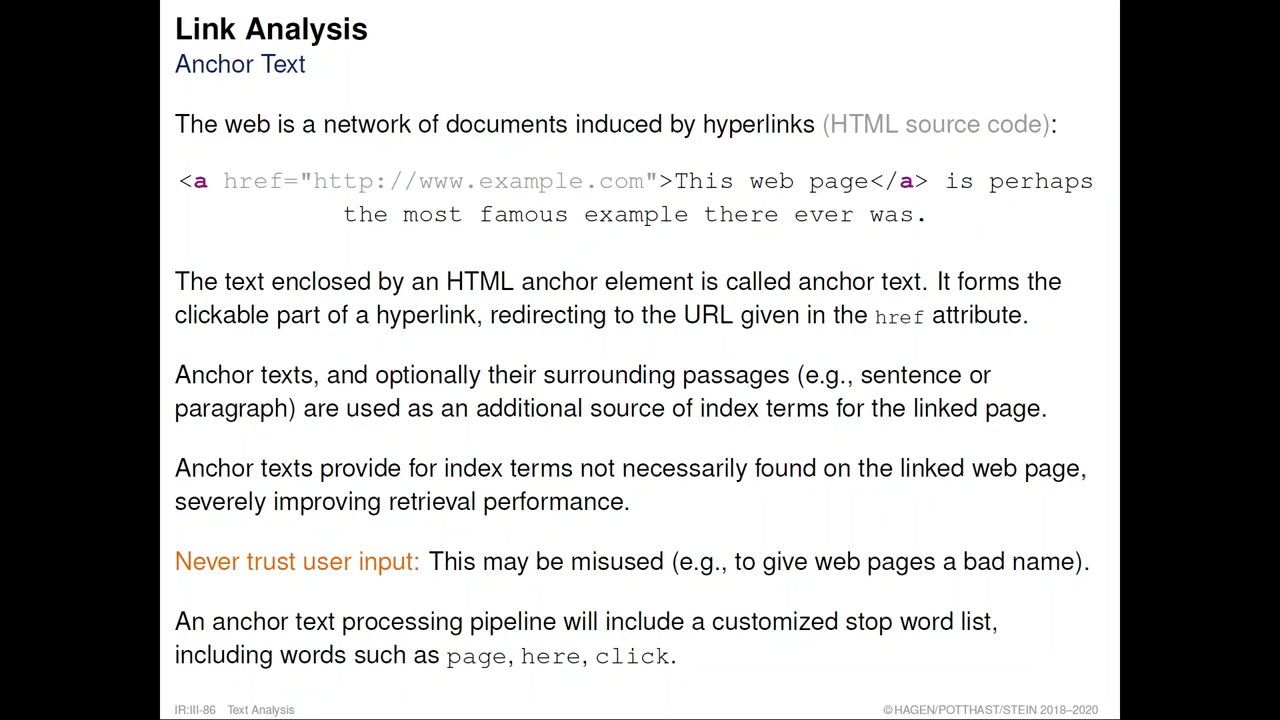 Link Analysis
Anchor Text
The web is a network of documents induced by hyperlinks (HTML source code):
<a href="http://www.example.com">This web page</a> is perhaps
the most famous example there ever was.
The text enclosed by an HTML anchor element is called anchor text. It forms the
clickable part of a hyperlink, redirecting to the URL given in the href attribute.
Anchor texts, and optionally their surrounding passages (e.g., sentence or
paragraph) are used as an additional source of index terms for the linked page.
Anchor texts provide for index terms not necessarily found on the linked web page,
severely improving retrieval performance.
Never trust user input: This may be misused (e.g., to give web pages a bad name).
An anchor text processing pipeline will include a customized stop word list,
including words such as page, here, click.
IR:III-86 Text Analysis ©HAGEN/POTTHAST/STEIN 2018–2020